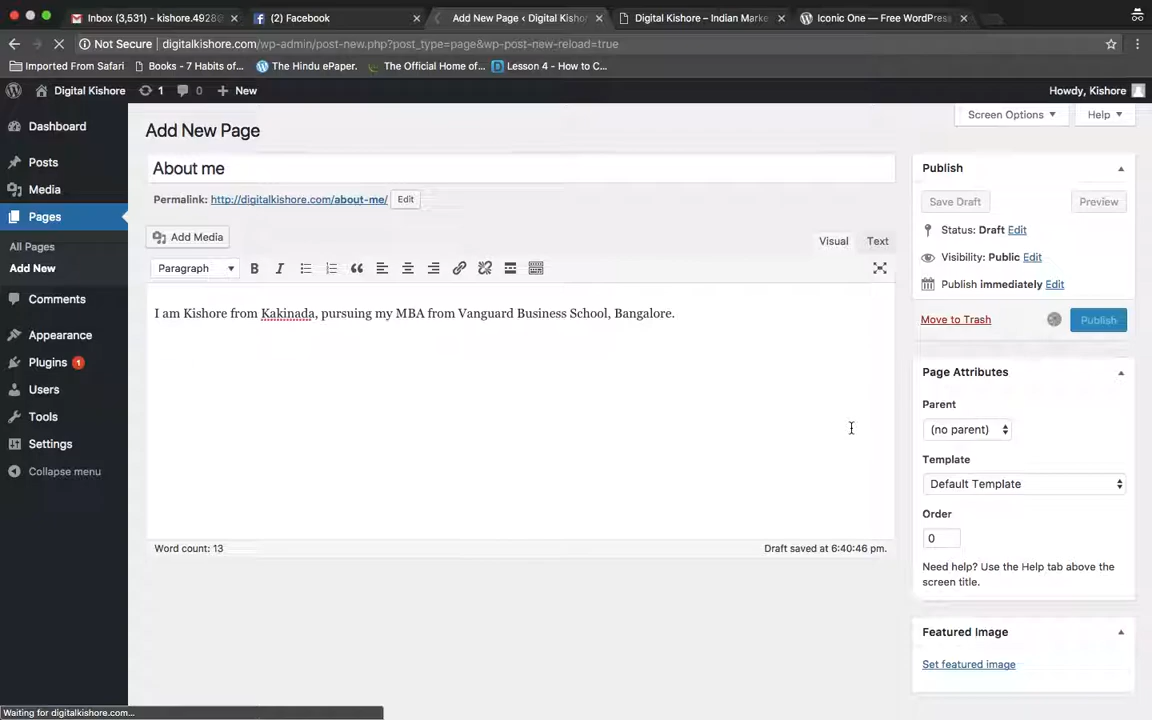 Inbox (3,531) - kishore.4928
(2) Facebook
Add New Page ‹ Digital Kishor
Digital Kishore – Indian Marke
Iconic One — Free WordPres
Not Secure
digitalkishore.com/wp-admin/post-new.php?post_type=page&wp-post-new-reload=true
Imported From Safari
Books - 7 Habits of...
The Hindu ePaper.
The Official Home of...
Lesson 4 - How to C...
Digital Kishore
1
0
New
Howdy, Kishore
Screen Options
Help
Dashboard
Posts
Media
Pages
All Pages
Add New
Comments
Appearance
Plugins 1
Users
Tools
Settings
Collapse menu
Add New Page
About me
Permalink: http://digitalkishore.com/about-me/ Edit
Add Media
Visual
Text
Paragraph
B I
I am Kishore from Kakinada, pursuing my MBA from Vanguard Business School, Bangalore.
Word count: 13
Draft saved at 6:40:46 pm.
Publish
Save Draft
Preview
Status: Draft Edit
Visibility: Public Edit
Publish immediately Edit
Move to Trash
Publish
Page Attributes
Parent
(no parent)
Template
Default Template
Order
0
Need help? Use the Help tab above the
screen title.
Featured Image
Set featured image
Waiting for digitalkishore.com...